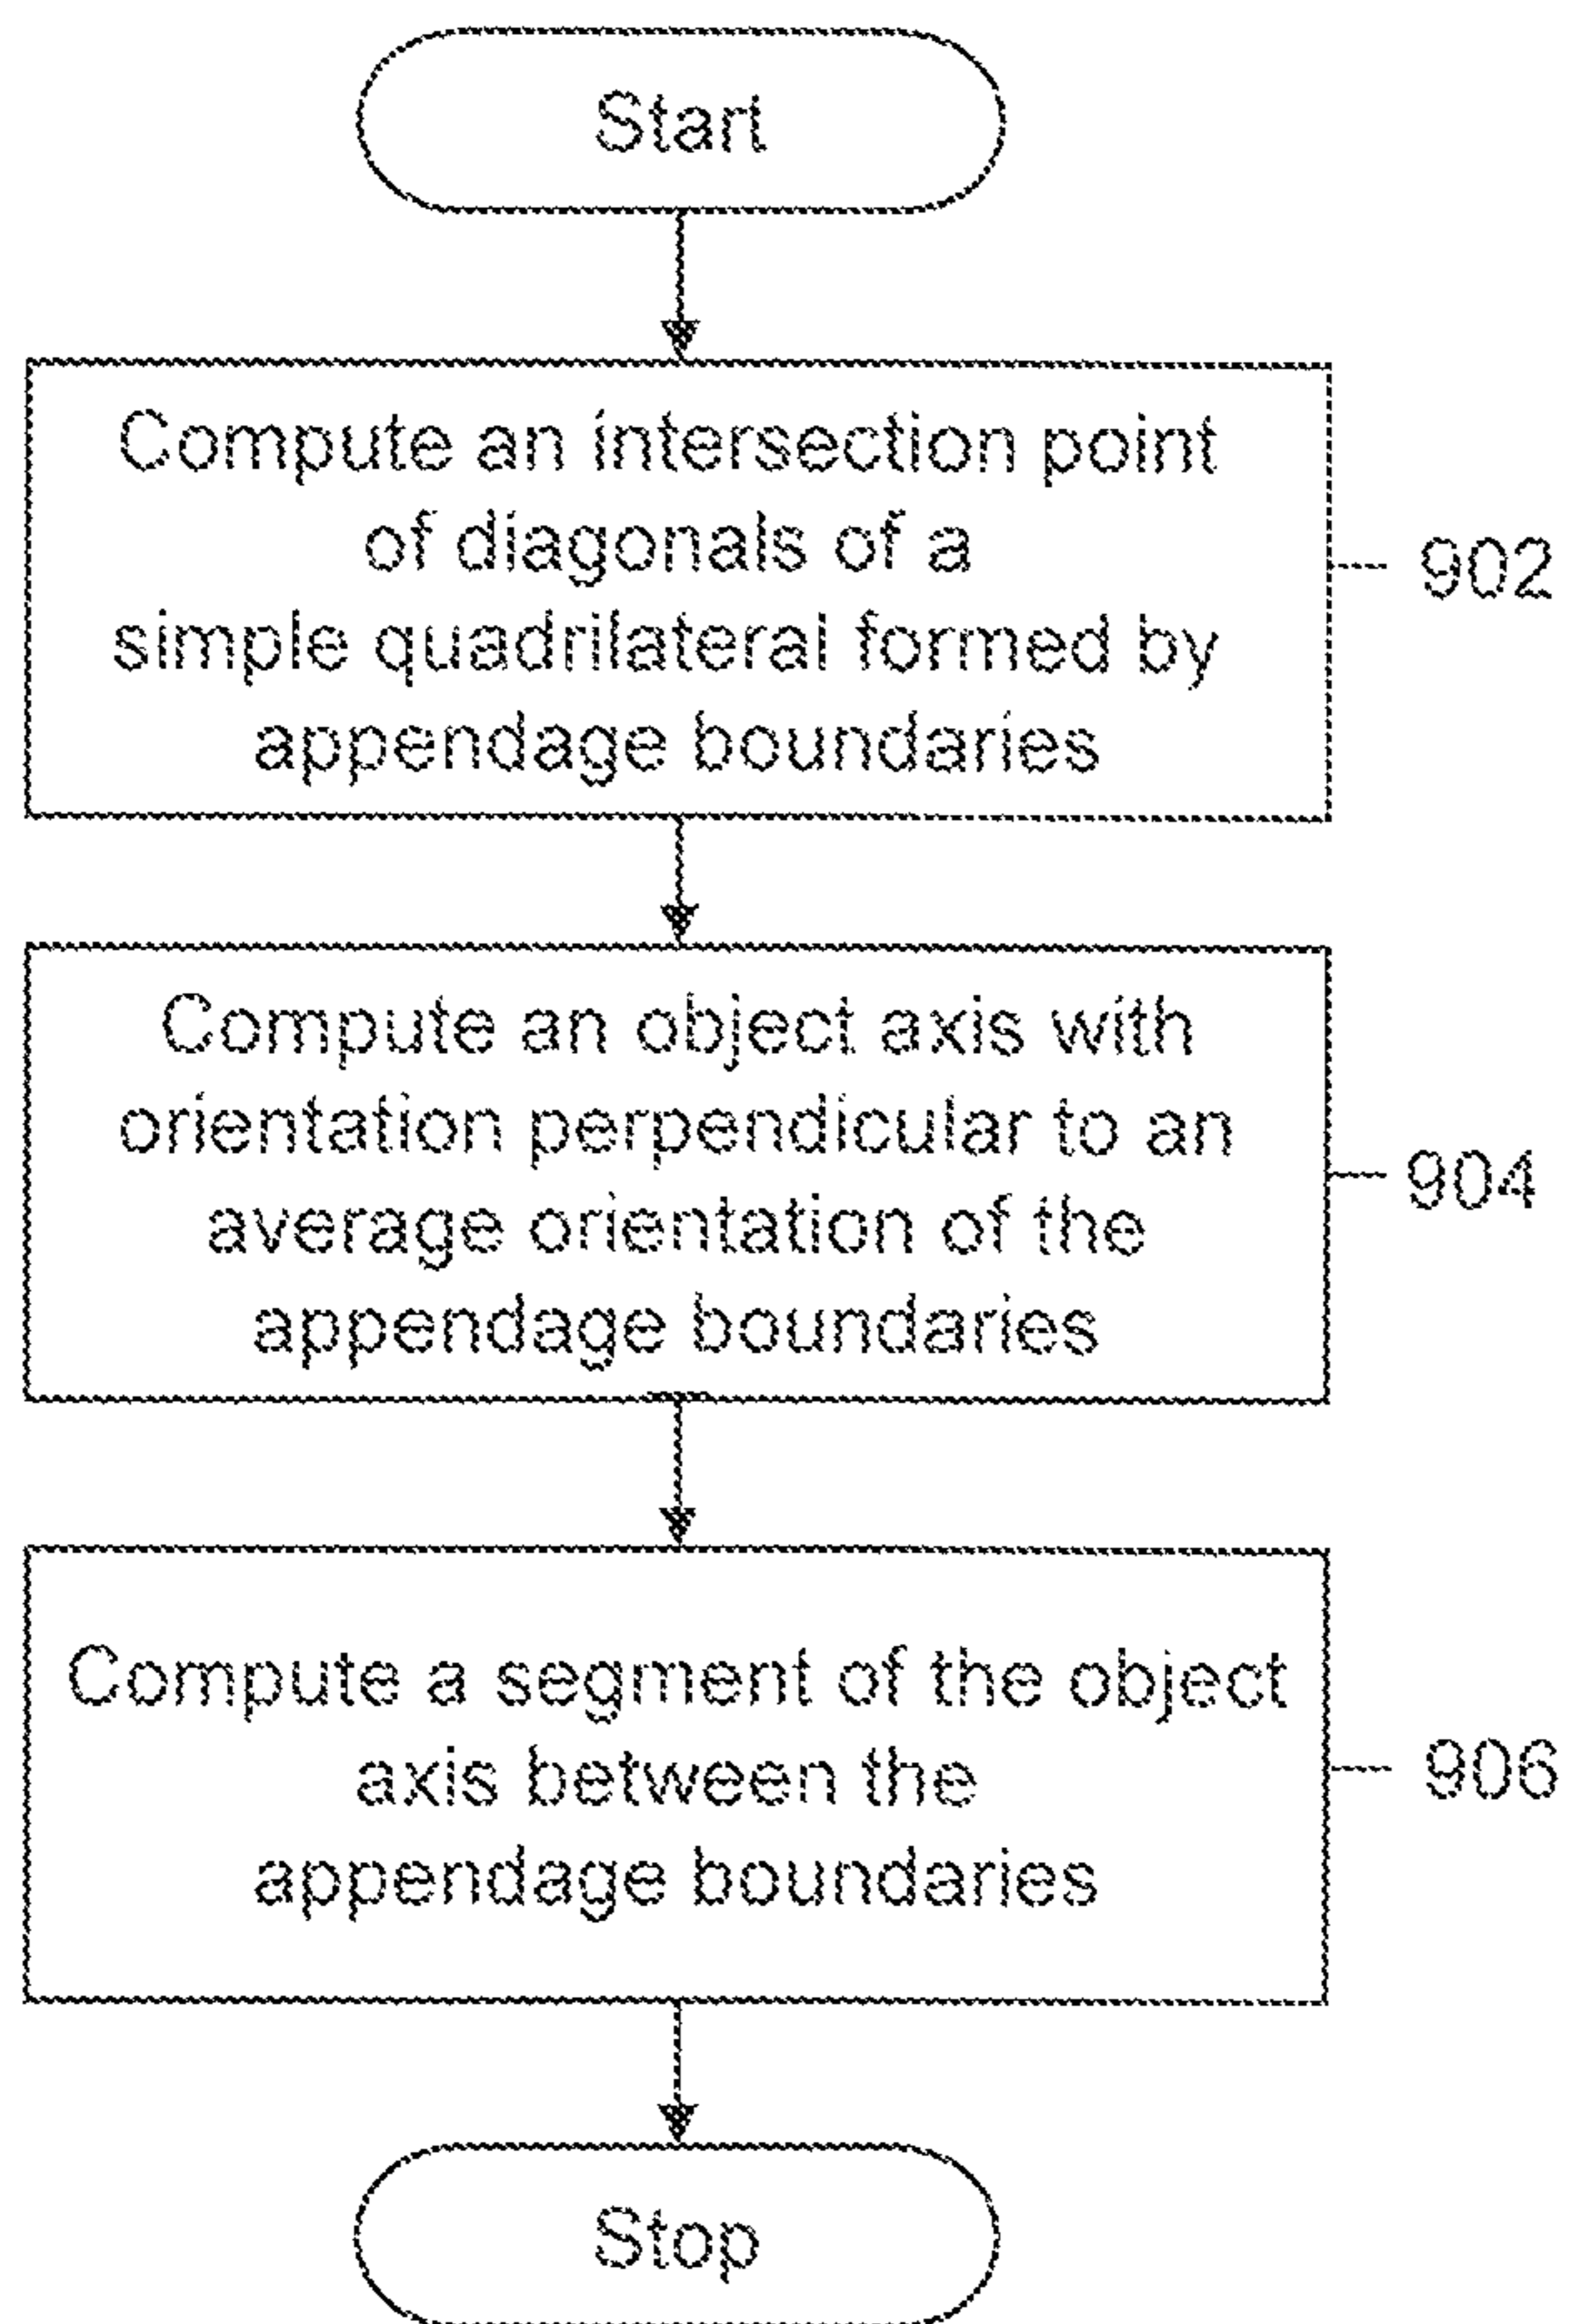 Start
Compute an intersection point
of diagonals of a
simple quadrilateral formed by
appendage boundaries
902
Compute an object axis with
orientation perpendicular to an
average orientation of the
appendage boundaries
904
Compute a segment of the object
axis between the
appendage boundaries
906
Stop